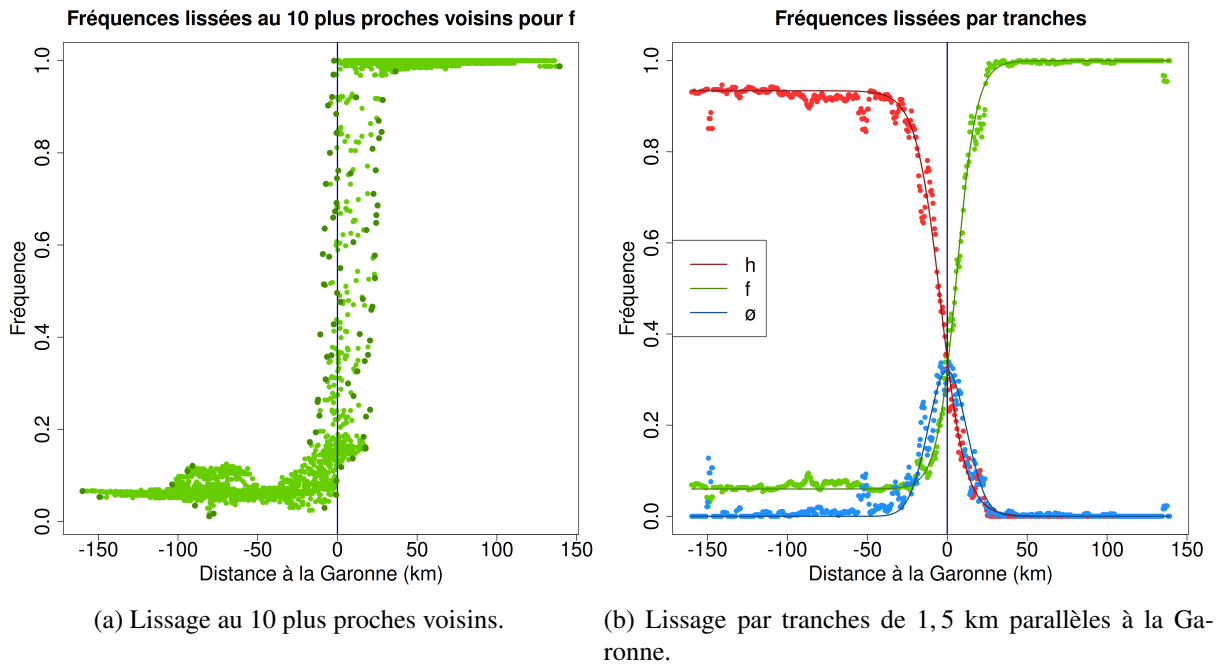 Fréquences lissées au 10 plus proches voisins pour f
Fréquence
0.0
0.2
0.4
0.6
0.8
1.0
-150 -100 -50 0 50 100 150
Distance à la Garonne (km)
(a) Lissage au 10 plus proches voisins.
Fréquences lissées par tranches
Fréquence
0.0
0.2
0.4
0.6
0.8
1.0
h
f
ø
-150 -100 -50 0 50 100 150
Distance à la Garonne (km)
(b) Lissage par tranches de 1,5 km parallèles à la Ga-
ronne.